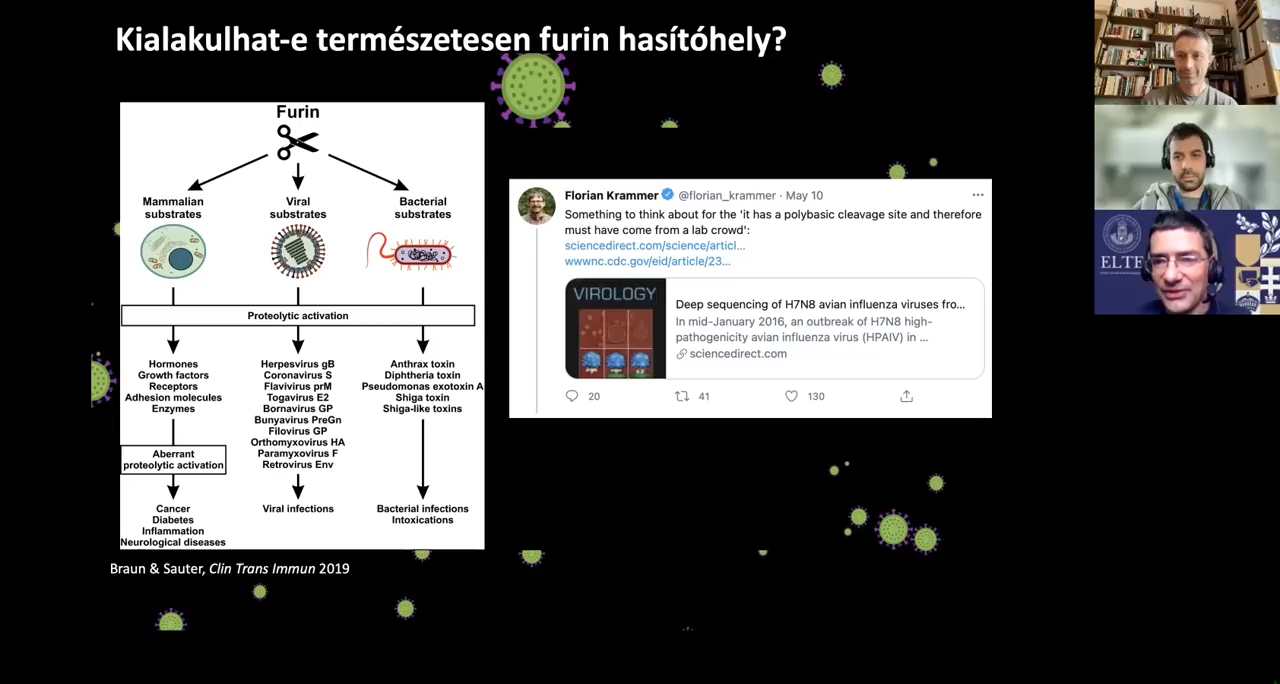 Kialakulhat-e természetesen furin hasítóhely?
Furin
Mammalian
substrates
Viral
substrates
Bacterial
substrates
Proteolytic activation
Hormones
Growth factors
Receptors
Adhesion molecules
Enzymes
Herpesvirus gB
Coronavirus S
Flavivirus prM
Togavirus E2
Bornavirus GP
Bunyavirus PreGn
Filovirus GP
Orthomyxovirus HA
Paramyxovirus F
Retrovirus Env
Anthrax toxin
Diphtheria toxin
Pseudomonas exotoxin A
Shiga toxin
Shiga-like toxins
Aberrant
proteolytic activation
Cancer
Diabetes
Inflammation
Neurological diseases
Viral infections
Bacterial infections
Intoxications
Braun & Sauter, Clin Trans Immun 2019
Florian Krammer @florian_krammer · May 10
Something to think about for the 'it has a polybasic cleavage site and therefore
must have come from a lab crowd':
sciencedirect.com/science/articl...
wwwnc.cdc.gov/eid/article/23...
VIROLOGY
Deep sequencing of H7N8 avian influenza viruses fro...
In mid-January 2016, an outbreak of H7N8 high-
pathogenicity avian influenza virus (HPAIV) in ...
sciencedirect.com
20 41 130
ELTE